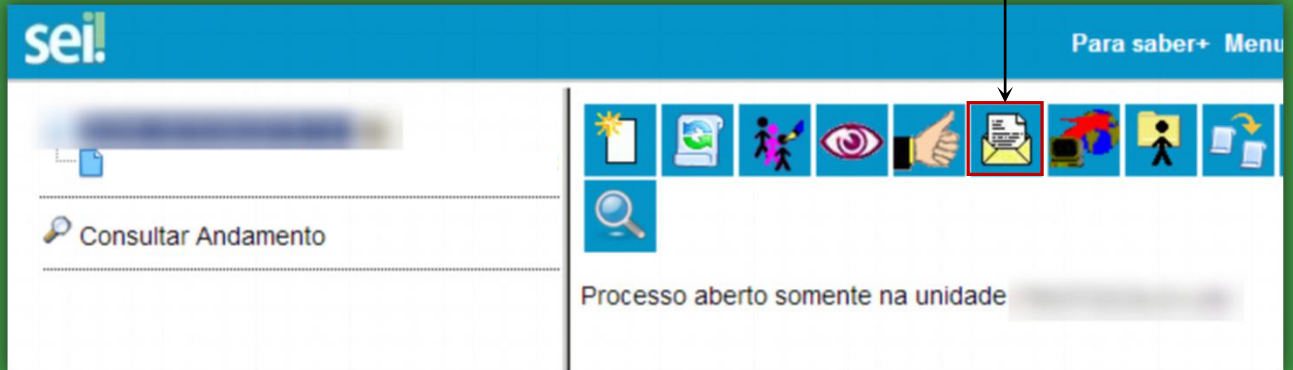 sei!
Para saber+ Menu
Consultar Andamento
Processo aberto somente na unidade